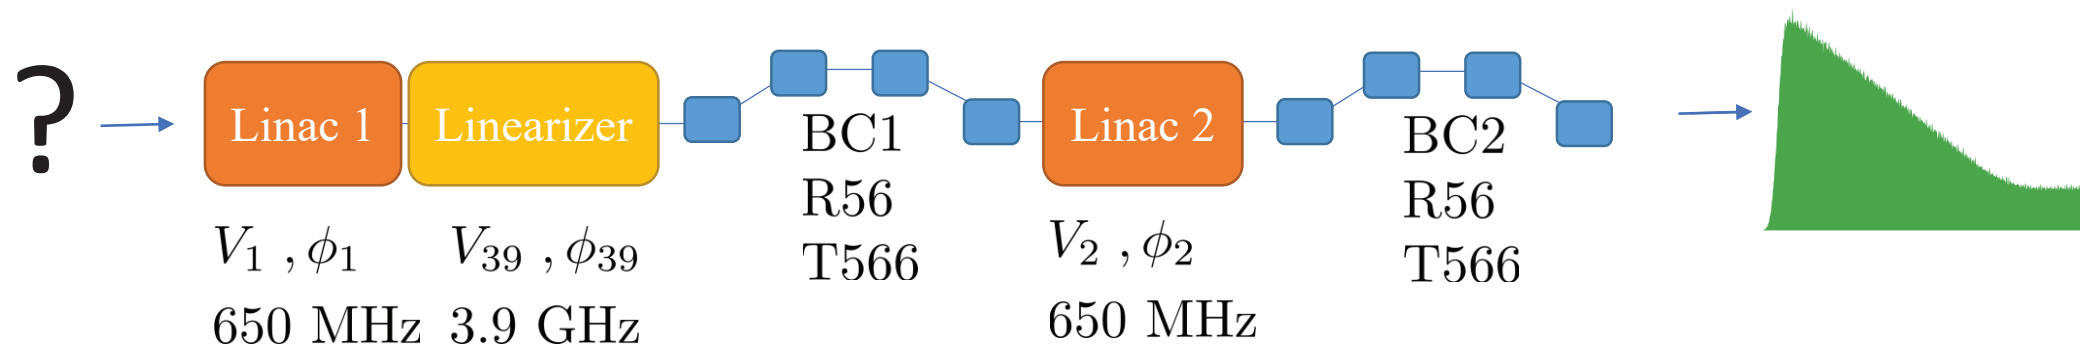 ?
Linac 1
Linearizer
BC1
R56
T566
Linac 2
BC2
R56
T566
V₁ , ϕ₁
650 MHz
V₃₉ , ϕ₃₉
3.9 GHz
V₂ , ϕ₂
650 MHz